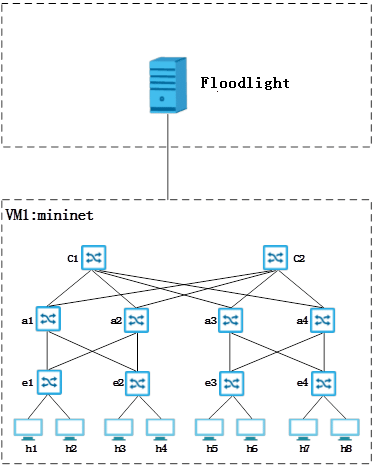 Floodlight
VM1:mininet
C1 C2
a1 a2 a3 a4
e1 e2 e3 e4
h1 h2 h3 h4 h5 h6 h7 h8